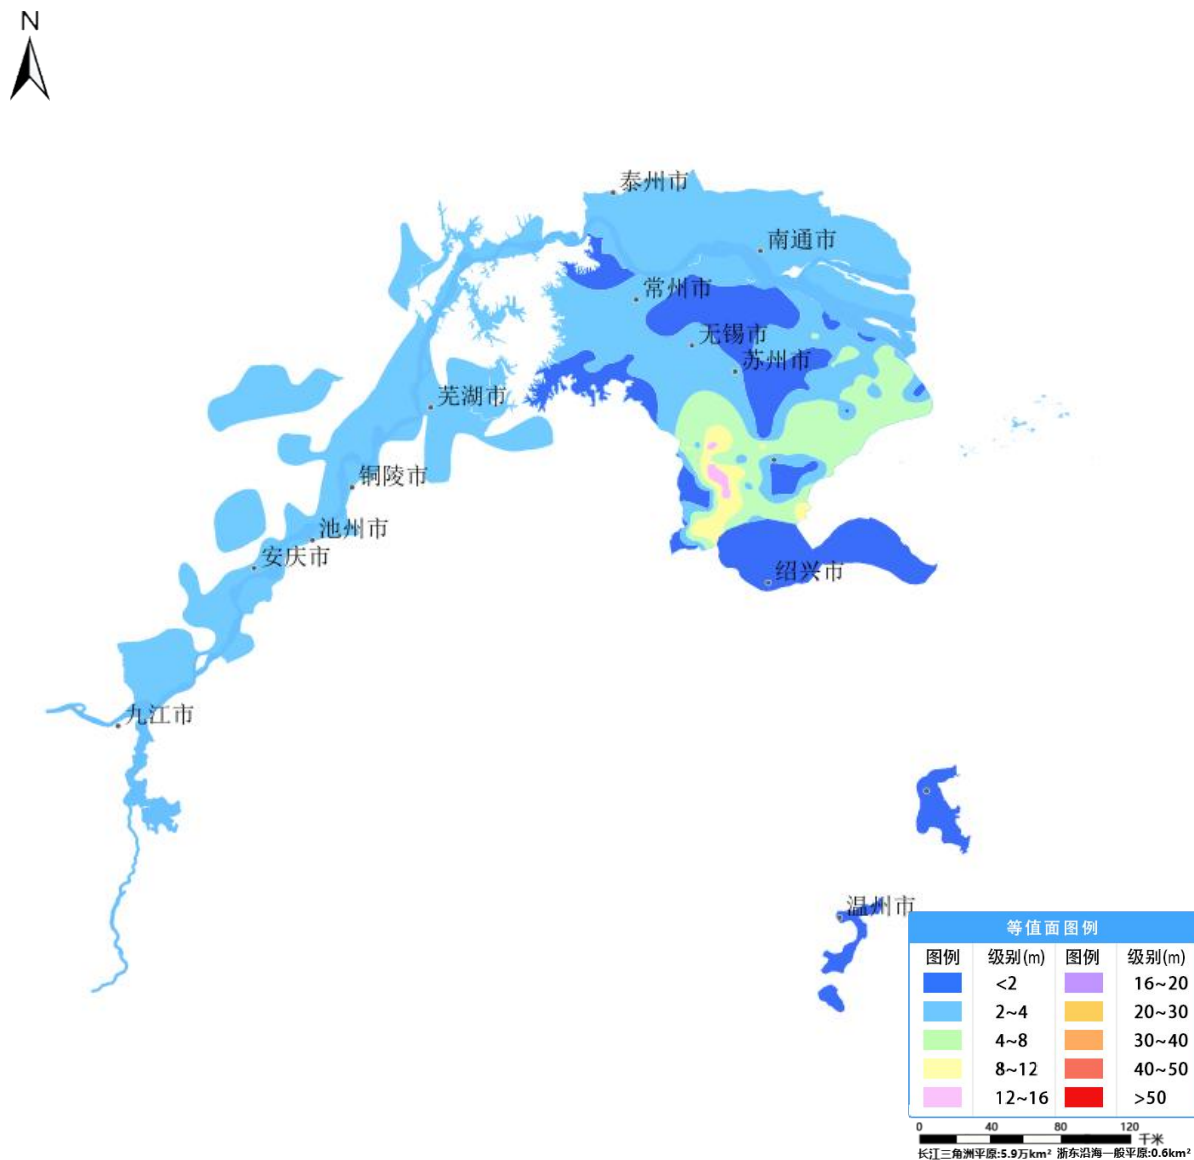 N
泰州市
南通市
常州市
无锡市
苏州市
芜湖市
铜陵市
池州市
安庆市
绍兴市
九江市
温州市
等值面图例
图例 级别(m) 图例 级别(m)
<2 16~20
2~4 20~30
4~8 30~40
8~12 40~50
12~16 >50
0 40 80 120
千米
长江三角洲平原:5.9万km² 浙东沿海一般平原:0.6km²